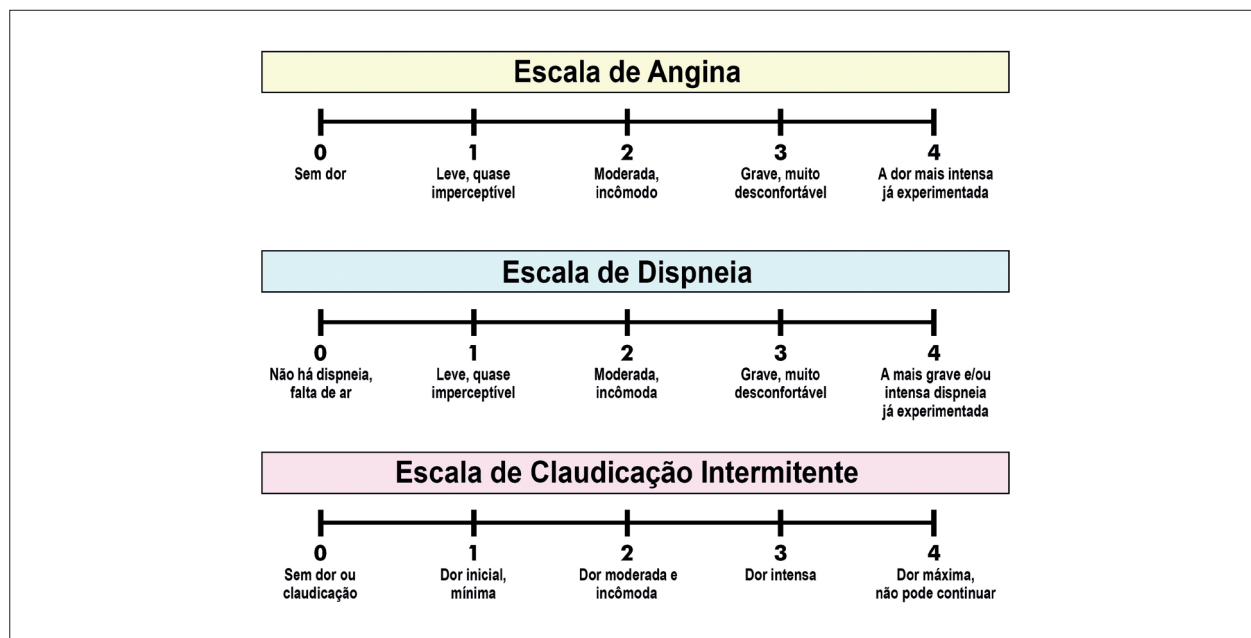 Escala de Angina
0 1 2 3 4
Sem dor Leve, quase Moderada, Grave, muito A dor mais intensa
imperceptível incômodo desconfortável já experimentada
Escala de Dispneia
0 1 2 3 4
Não há dispneia, Leve, quase Moderada, Grave, muito A mais grave e/ou
falta de ar imperceptível incômoda desconfortável intensa dispneia
já experimentada
Escala de Claudicação Intermitente
0 1 2 3 4
Sem dor ou Dor inicial, Dor moderada e Dor intensa Dor máxima,
claudicação mínima incômoda não pode continuar